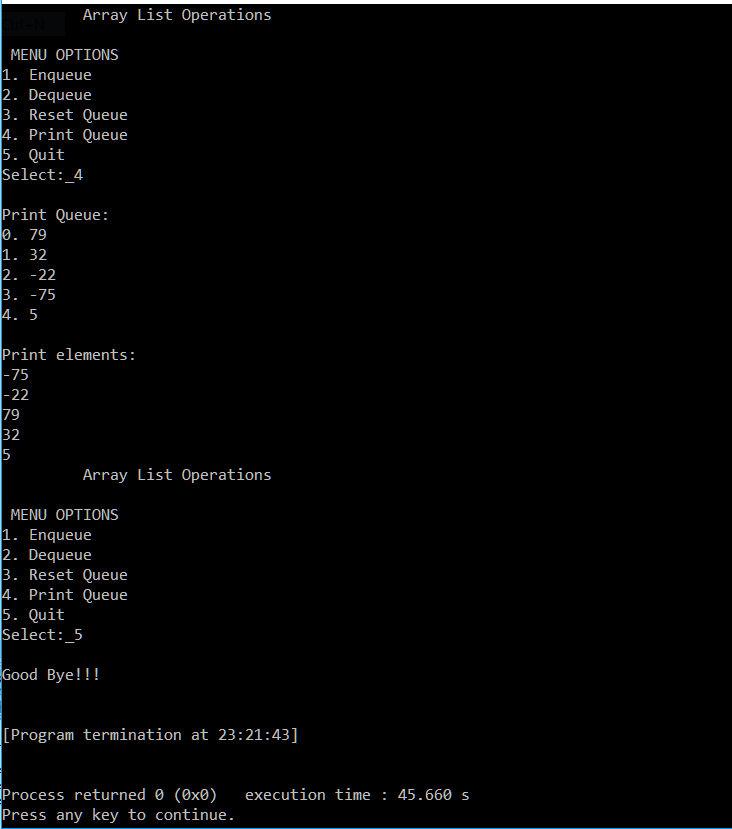 Array List Operations
MENU OPTIONS
1. Enqueue
2. Dequeue
3. Reset Queue
4. Print Queue
5. Quit
Select:_4
Print Queue:
0. 79
1. 32
2. -22
3. -75
4. 5
Print elements:
-75
-22
79
32
5
Array List Operations
MENU OPTIONS
1. Enqueue
2. Dequeue
3. Reset Queue
4. Print Queue
5. Quit
Select:_5
Good Bye!!!
[Program termination at 23:21:43]
Process returned 0 (0x0)   execution time : 45.660 s
Press any key to continue.